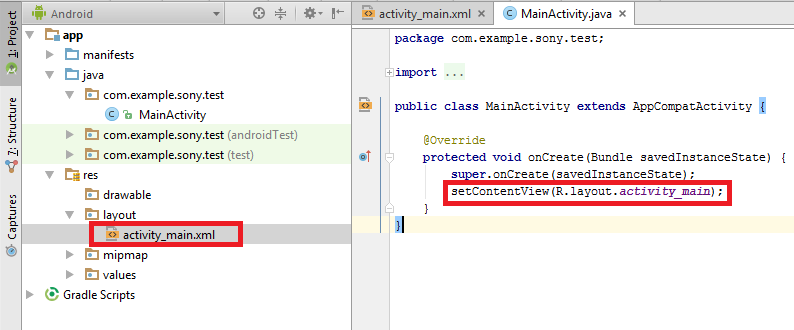 1: Project
7: Structure
Captures
Android
app
manifests
java
com.example.sony.test
MainActivity
com.example.sony.test (androidTest)
com.example.sony.test (test)
res
drawable
layout
activity_main.xml
mipmap
values
Gradle Scripts
activity_main.xml
MainActivity.java
package com.example.sony.test;
import ...
public class MainActivity extends AppCompatActivity {
@Override
protected void onCreate(Bundle savedInstanceState) {
super.onCreate(savedInstanceState);
setContentView(R.layout.activity_main);
}
}